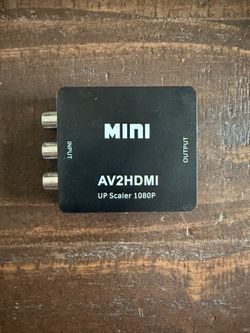 MINI
INPUT
OUTPUT
AV2HDMI
UP Scaler 1080P